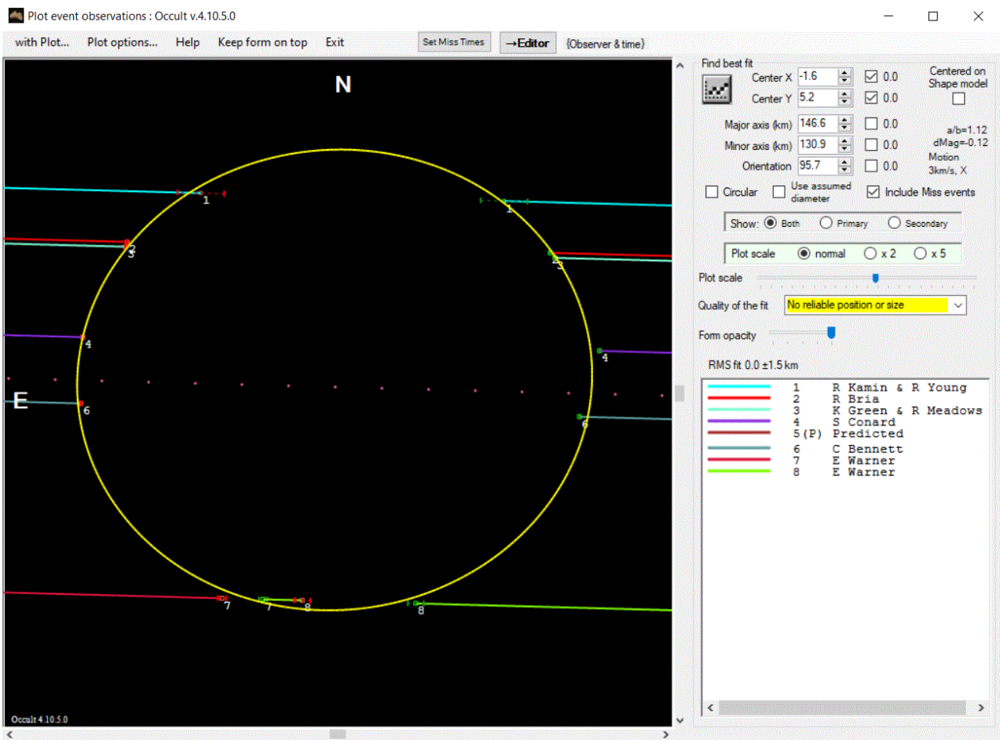 Plot event observations : Occult v.4.10.5.0
with Plot... Plot options... Help Keep form on top Exit Set Miss Times →Editor {Observer & time}
N
E
1
1
2
3
2
3
4
4
6
6
7
7
8
8
Occult 4.10.5.0
Find best fit
Center X -1.6 0.0
Center Y 5.2 0.0
Centered on
Shape model
Major axis (km) 146.6 0.0
Minor axis (km) 130.9 0.0
Orientation 95.7 0.0
a/b=1.12
dMag=-0.12
Motion
3km/s, X
Circular Use assumed diameter Include Miss events
Show: Both Primary Secondary
Plot scale normal x 2 x 5
Plot scale
Quality of the fit No reliable position or size
Form opacity
RMS fit 0.0 ±1.5 km
1 R Kamin & R Young
2 R Bria
3 K Green & R Meadows
4 S Conard
5(P) Predicted
6 C Bennett
7 E Warner
8 E Warner